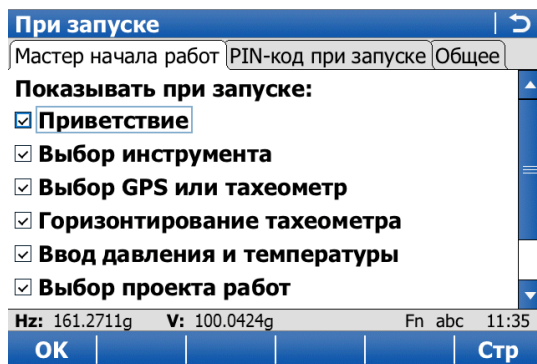 При запуске
Мастер начала работ PIN-код при запуске Общее
Показывать при запуске:
Приветствие
Выбор инструмента
Выбор GPS или тахеометр
Горизонтирование тахеометра
Ввод давления и температуры
Выбор проекта работ
Hz: 161.2711g V: 100.0424g Fn abc 11:35
OK Стр